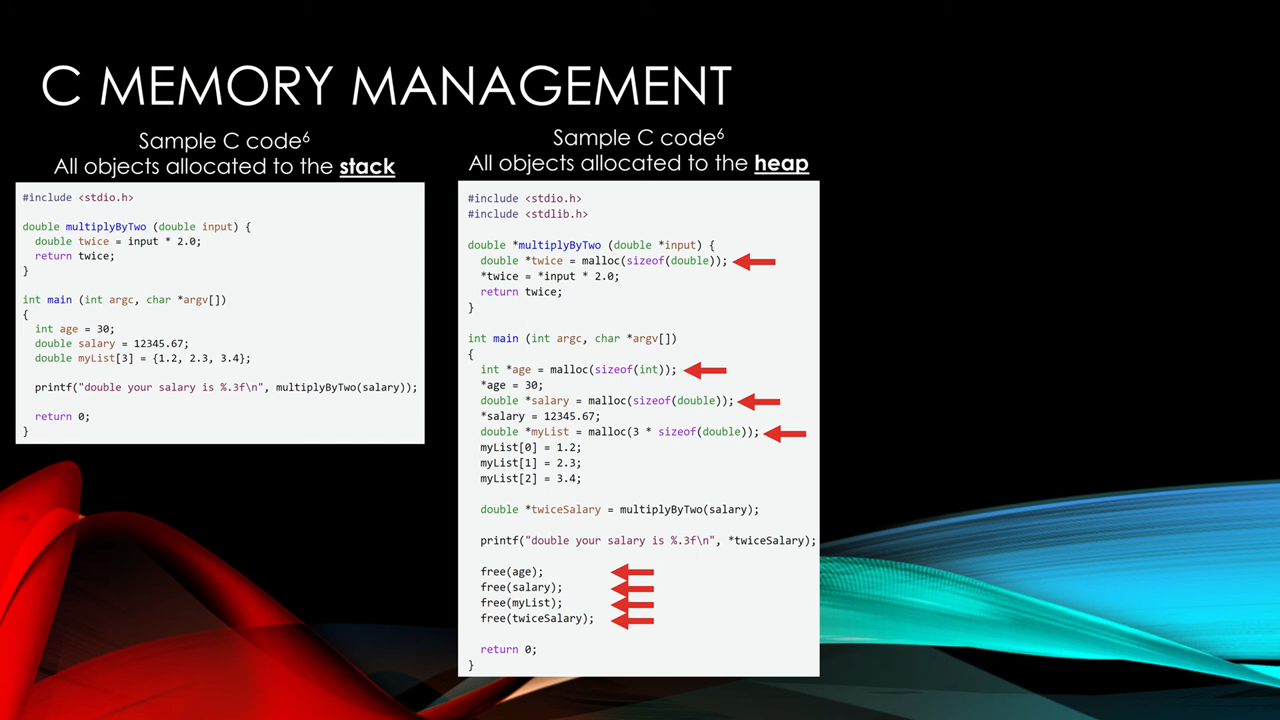 C MEMORY MANAGEMENT
Sample C code⁶
All objects allocated to the stack
#include <stdio.h>
double multiplyByTwo (double input) {
double twice = input * 2.0;
return twice;
}
int main (int argc, char *argv[])
{
int age = 30;
double salary = 12345.67;
double myList[3] = {1.2, 2.3, 3.4};
printf("double your salary is %.3f\n", multiplyByTwo(salary));
return 0;
}
Sample C code⁶
All objects allocated to the heap
#include <stdio.h>
#include <stdlib.h>
double *multiplyByTwo (double *input) {
double *twice = malloc(sizeof(double));
*twice = *input * 2.0;
return twice;
}
int main (int argc, char *argv[])
{
int *age = malloc(sizeof(int));
*age = 30;
double *salary = malloc(sizeof(double));
*salary = 12345.67;
double *myList = malloc(3 * sizeof(double));
myList[0] = 1.2;
myList[1] = 2.3;
myList[2] = 3.4;
double *twiceSalary = multiplyByTwo(salary);
printf("double your salary is %.3f\n", *twiceSalary);
free(age);
free(salary);
free(myList);
free(twiceSalary);
return 0;
}